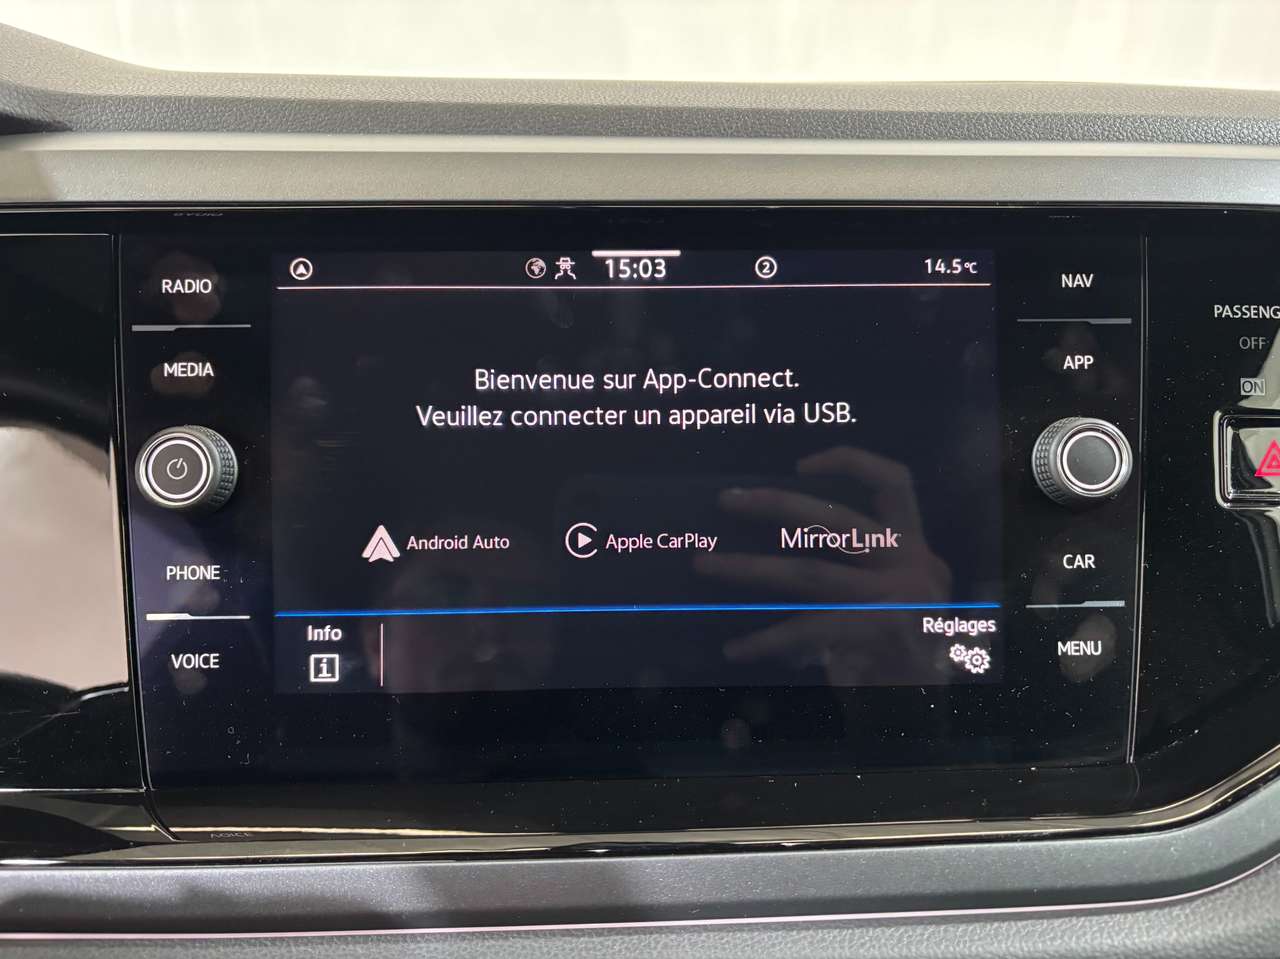 RADIO
MEDIA
PHONE
VOICE
15:03
2
14.5°C
Bienvenue sur App-Connect.
Veuillez connecter un appareil via USB.
Android Auto
Apple CarPlay
MirrorLink
Info
i
Réglages
NAV
APP
CAR
MENU
PASSENG
OFF
ON